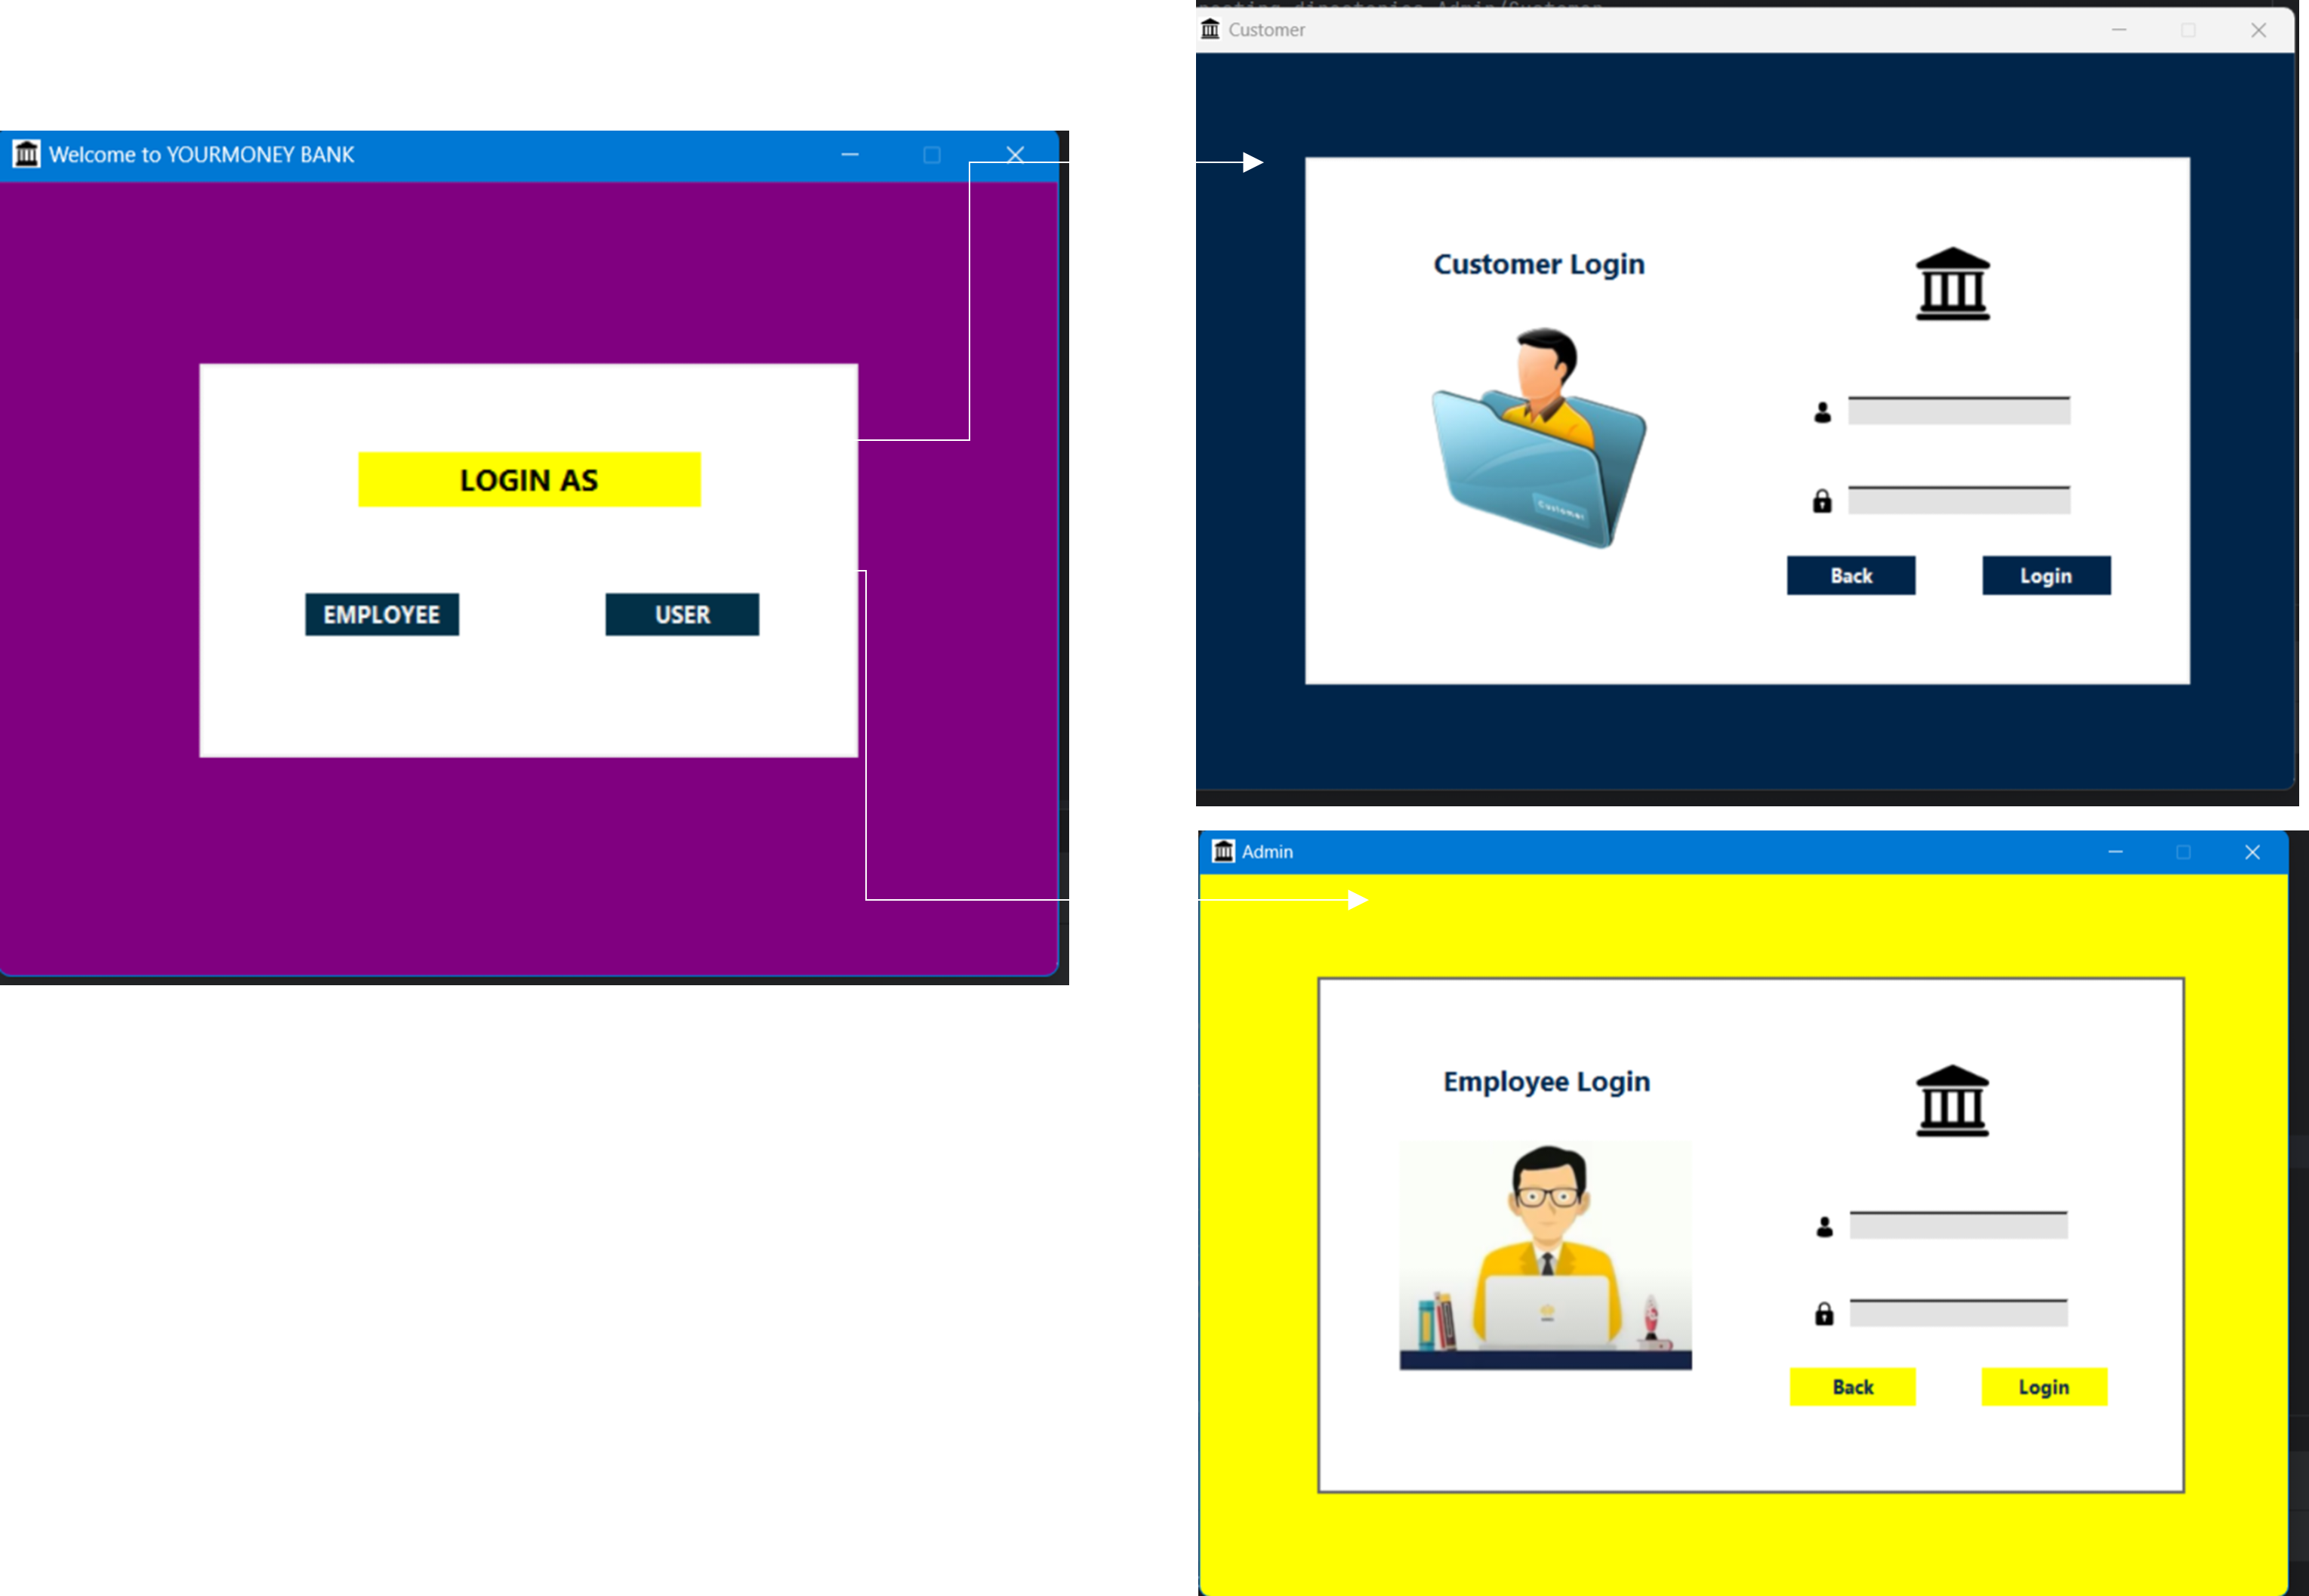 Welcome to YOURMONEY BANK
LOGIN AS
EMPLOYEE
USER
Customer
Customer Login
Customer
Back
Login
Admin
Employee Login
Back
Login